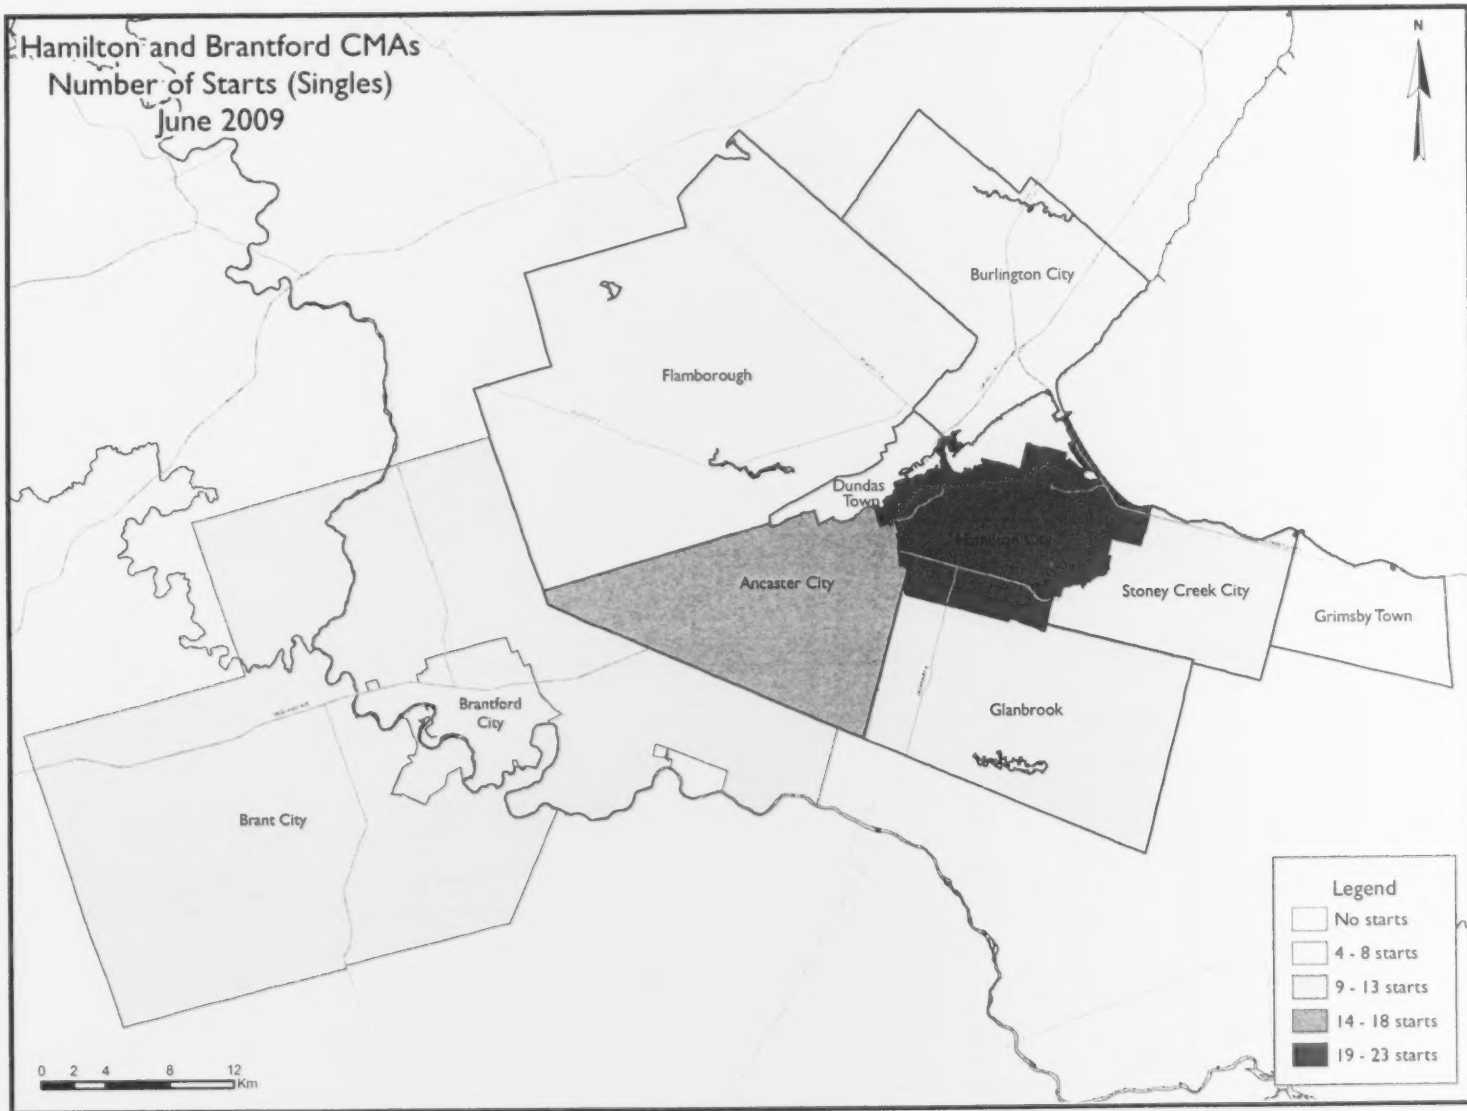 Hamilton and Brantford CMAs
Number of Starts (Singles)
June 2009
N
Burlington City
Flamborough
Dundas
Town
Hamilton City
Ancaster City
Stoney Creek City
Grimsby Town
Brantford
City
Glanbrook
Brant City
Legend
No starts
4 - 8 starts
9 - 13 starts
14 - 18 starts
19 - 23 starts
0 2 4 8 12
Km